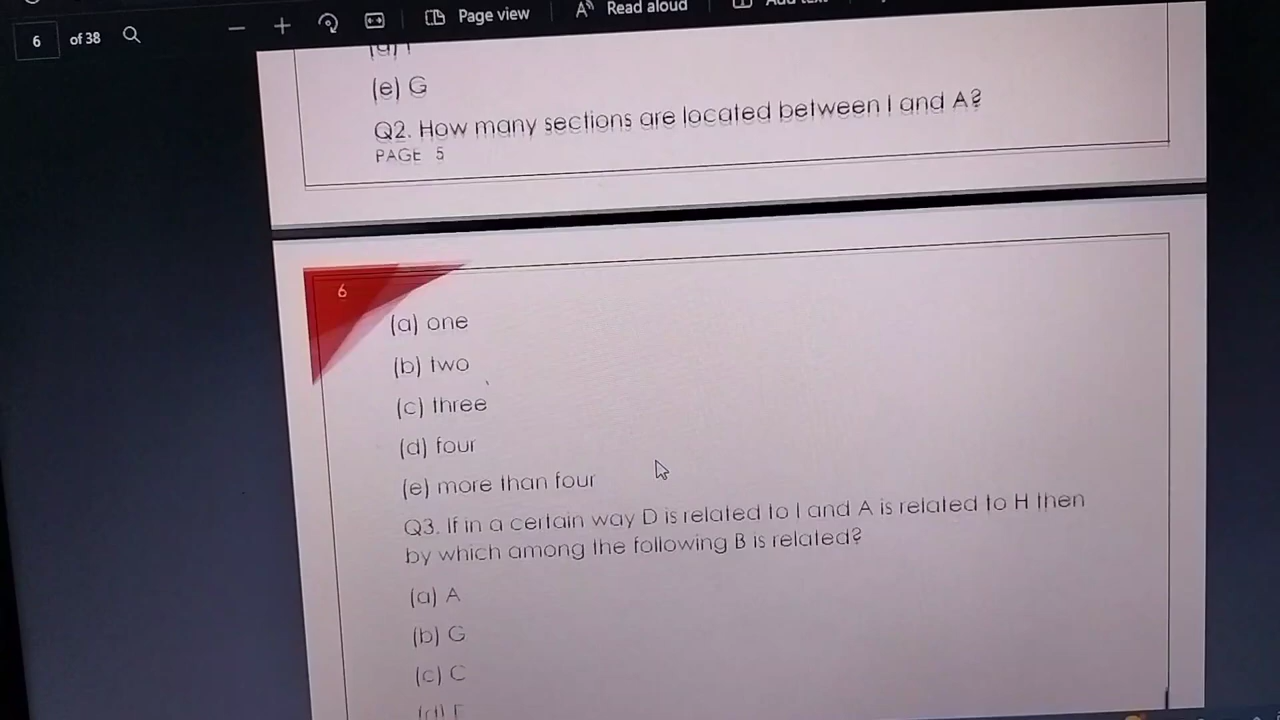 6 of 38 Page view Read aloud
(e) G
Q2. How many sections are located between I and A?
PAGE 5
6
(a) one
(b) two
(c) three
(d) four
(e) more than four
Q3. If in a certain way D is related to I and A is related to H then
by which among the following B is related?
(a) A
(b) G
(c) C